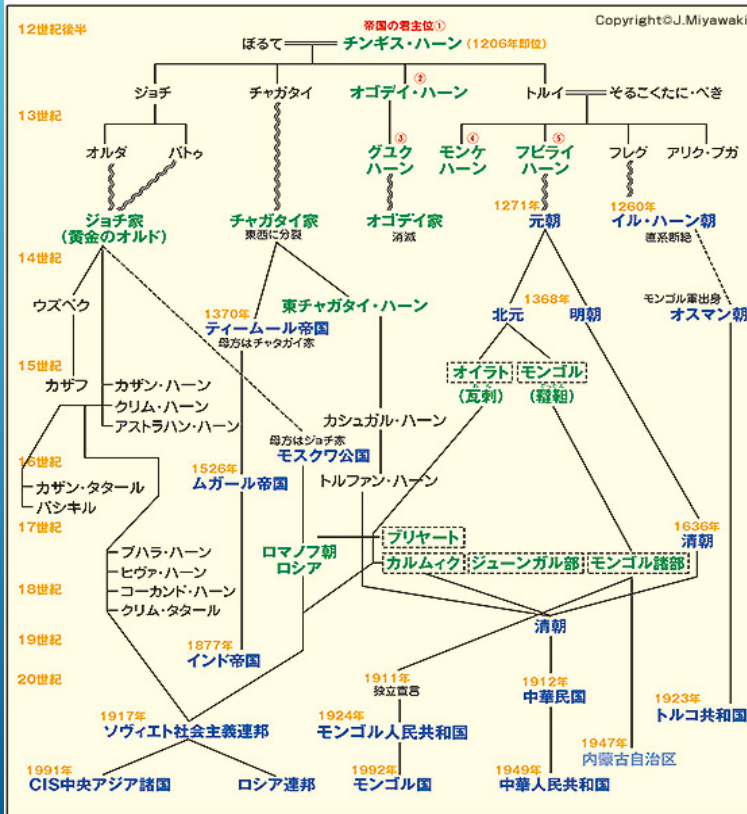 Copyright©J.Miyawaki
12世紀後半
帝国の君主位①
ぼるて
チンギス・ハーン(1206年即位)
ジョチ
チャガタイ
②
オゴデイ・ハーン
トルイ
そるこくたに・べき
13世紀
オルダ
バトゥ
③
グユク
ハーン
④
モンケ
ハーン
⑤
フビライ
ハーン
フレグ
アリク・ブガ
ジョチ家
(黄金のオルド)
チャガタイ家
東西に分裂
オゴデイ家
消滅
1271年
元朝
1260年
イル・ハーン朝
直系断絶
14世紀
ウズベク
東チャガタイ・ハーン
1370年
ティームール帝国
母方はチャタガイ家
北元
1368年
明朝
モンゴル軍出身
オスマン朝
15世紀
カザフ
カザン・ハーン
クリム・ハーン
アストラハン・ハーン
オイラト
(瓦剌)
モンゴル
(韃靼)
カシュガル・ハーン
母方はジョチ家
モスクワ公国
16世紀
カザン・タタール
バシキル
1526年
ムガール帝国
トルファン・ハーン
17世紀
1636年
清朝
ロマノフ朝
ロシア
ブリヤート
カルムィク
ジューンガル部
モンゴル諸部
ブハラ・ハーン
ヒヴァ・ハーン
コーカンド・ハーン
クリム・タタール
18世紀
清朝
19世紀
1877年
インド帝国
20世紀
1911年
独立宣言
1912年
中華民国
1923年
トルコ共和国
1917年
ソヴィエト社会主義連邦
1924年
モンゴル人民共和国
1947年
内蒙古自治区
1991年
CIS中央アジア諸国
ロシア連邦
1992年
モンゴル国
1949年
中華人民共和国